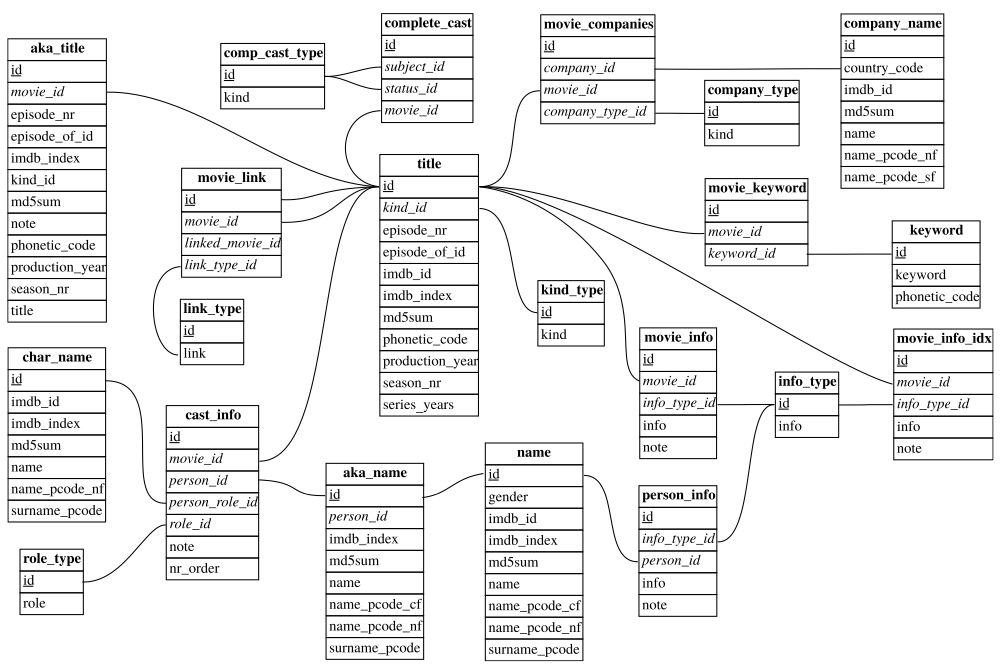 aka_title
id
movie_id
episode_nr
episode_of_id
imdb_index
kind_id
md5sum
note
phonetic_code
production_year
season_nr
title
comp_cast_type
id
kind
complete_cast
id
subject_id
status_id
movie_id
movie_companies
id
company_id
movie_id
company_type_id
company_name
id
country_code
imdb_id
md5sum
name
name_pcode_nf
name_pcode_sf
company_type
id
kind
movie_link
id
movie_id
linked_movie_id
link_type_id
title
id
kind_id
episode_nr
episode_of_id
imdb_id
imdb_index
md5sum
phonetic_code
production_year
season_nr
series_years
movie_keyword
id
movie_id
keyword_id
keyword
id
keyword
phonetic_code
link_type
id
link
kind_type
id
kind
char_name
id
imdb_id
imdb_index
md5sum
name
name_pcode_nf
surname_pcode
movie_info
id
movie_id
info_type_id
info
note
info_type
id
info
movie_info_idx
id
movie_id
info_type_id
info
note
cast_info
id
movie_id
person_id
person_role_id
role_id
note
nr_order
role_type
id
role
aka_name
id
person_id
imdb_index
md5sum
name
name_pcode_cf
name_pcode_nf
surname_pcode
name
id
gender
imdb_id
imdb_index
md5sum
name
name_pcode_cf
name_pcode_nf
surname_pcode
person_info
id
info_type_id
person_id
info
note